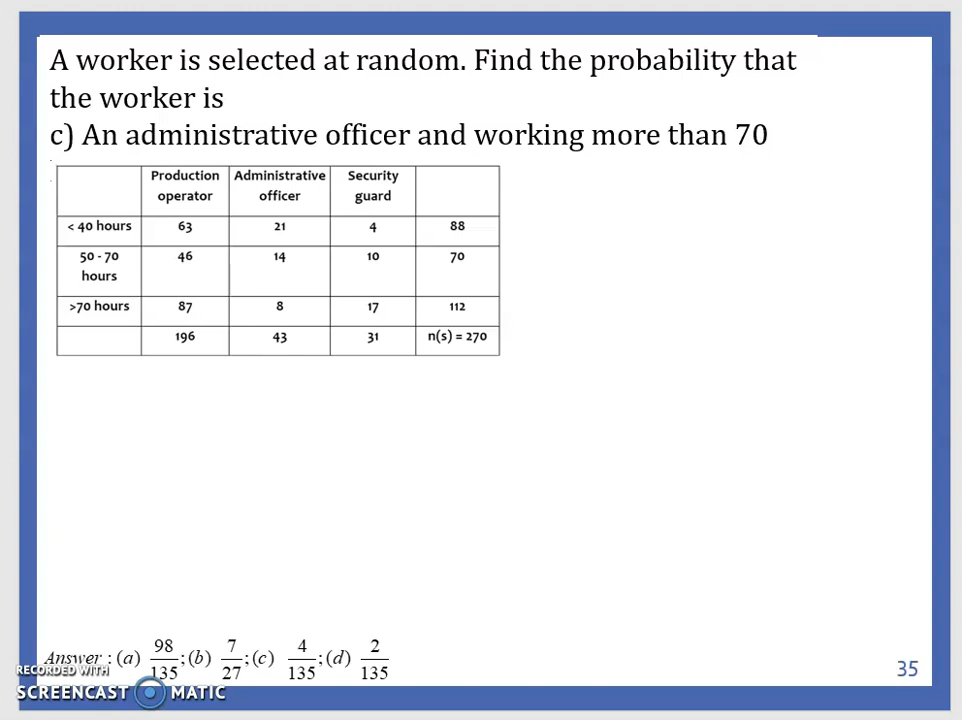 A worker is selected at random. Find the probability that
the worker is
c) An administrative officer and working more than 70
Production operator Administrative officer Security guard
< 40 hours 63 21 4 88
50 - 70 hours 46 14 10 70
>70 hours 87 8 17 112
196 43 31 n(s) = 270
Answer : (a) 98/135 ; (b) 7/27 ; (c) 4/135 ; (d) 2/135
RECORDED WITH
SCREENCAST MATIC
35